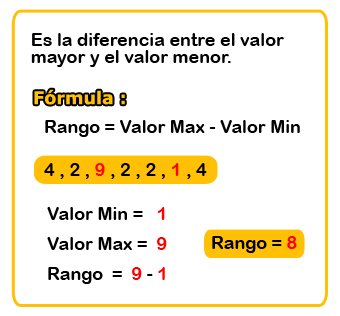 Es la diferencia entre el valor
mayor y el valor menor.
Fórmula :
Rango = Valor Max - Valor Min
4 , 2 , 9 , 2 , 2 , 1 , 4
Valor Min = 1
Valor Max = 9
Rango = 8
Rango = 9 - 1